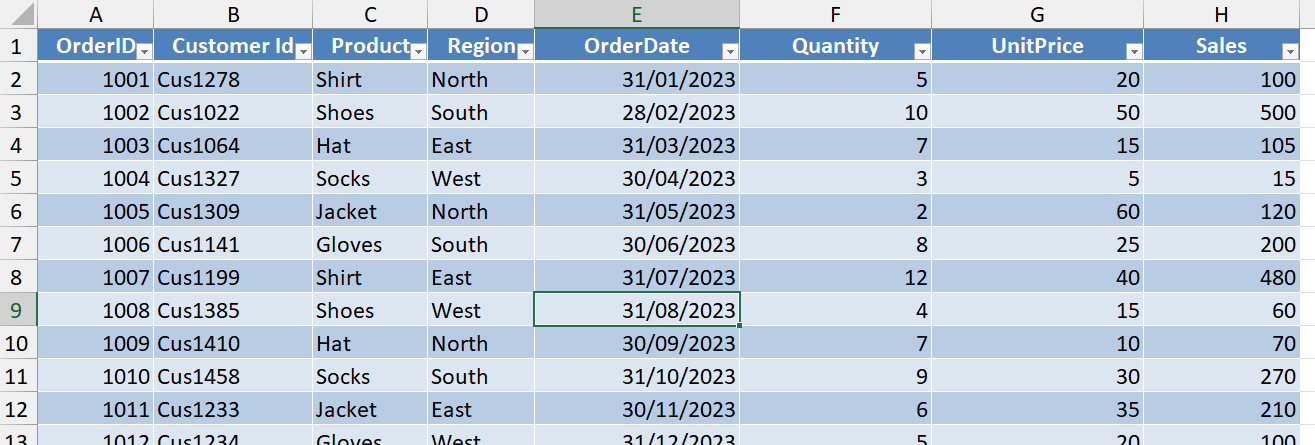 A B C D E F G H
1 OrderID Customer Id Product Region OrderDate Quantity UnitPrice Sales
2 1001 Cus1278 Shirt North 31/01/2023 5 20 100
3 1002 Cus1022 Shoes South 28/02/2023 10 50 500
4 1003 Cus1064 Hat East 31/03/2023 7 15 105
5 1004 Cus1327 Socks West 30/04/2023 3 5 15
6 1005 Cus1309 Jacket North 31/05/2023 2 60 120
7 1006 Cus1141 Gloves South 30/06/2023 8 25 200
8 1007 Cus1199 Shirt East 31/07/2023 12 40 480
9 1008 Cus1385 Shoes West 31/08/2023 4 15 60
10 1009 Cus1410 Hat North 30/09/2023 7 10 70
11 1010 Cus1458 Socks South 31/10/2023 9 30 270
12 1011 Cus1233 Jacket East 30/11/2023 6 35 210
13 1012 Cus1234 Gloves West 31/12/2023 5 20 100